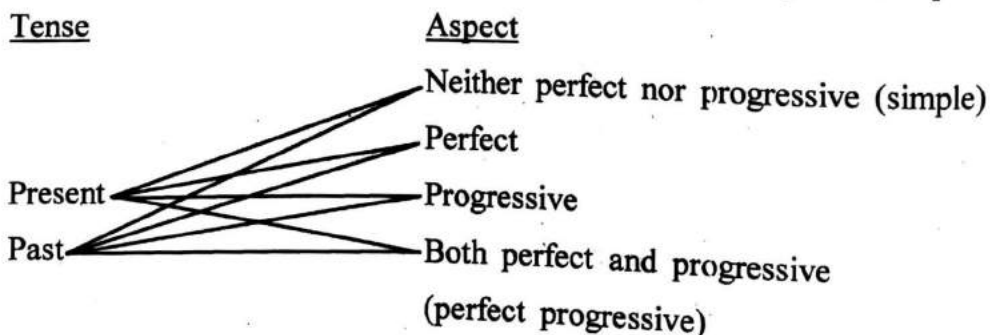 Tense
Aspect
Neither perfect nor progressive (simple)
Perfect
Present
Progressive
Past
Both perfect and progressive
(perfect progressive)